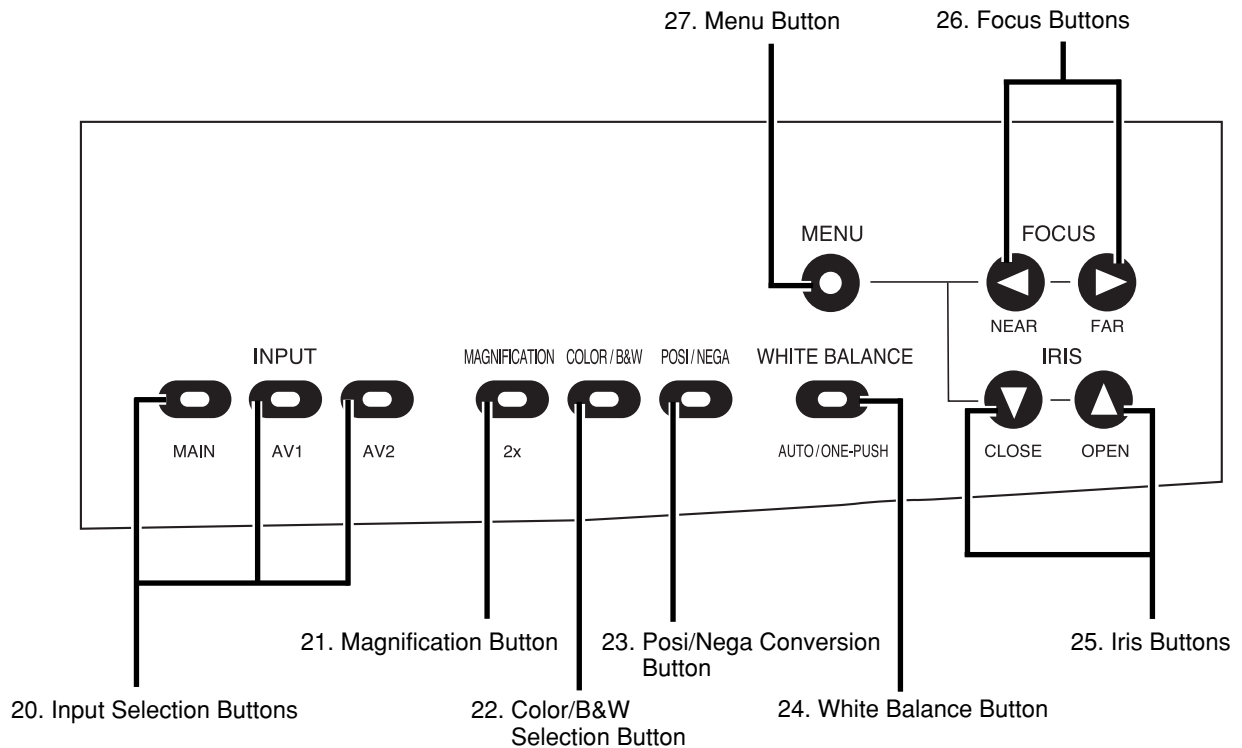 27. Menu Button
26. Focus Buttons
MENU
FOCUS
NEAR
FAR
INPUT
MAGNIFICATION
COLOR / B&W
POSI / NEGA
WHITE BALANCE
IRIS
MAIN
AV1
AV2
2x
AUTO / ONE-PUSH
CLOSE
OPEN
21. Magnification Button
23. Posi/Nega Conversion
Button
25. Iris Buttons
20. Input Selection Buttons
22. Color/B&W
Selection Button
24. White Balance Button